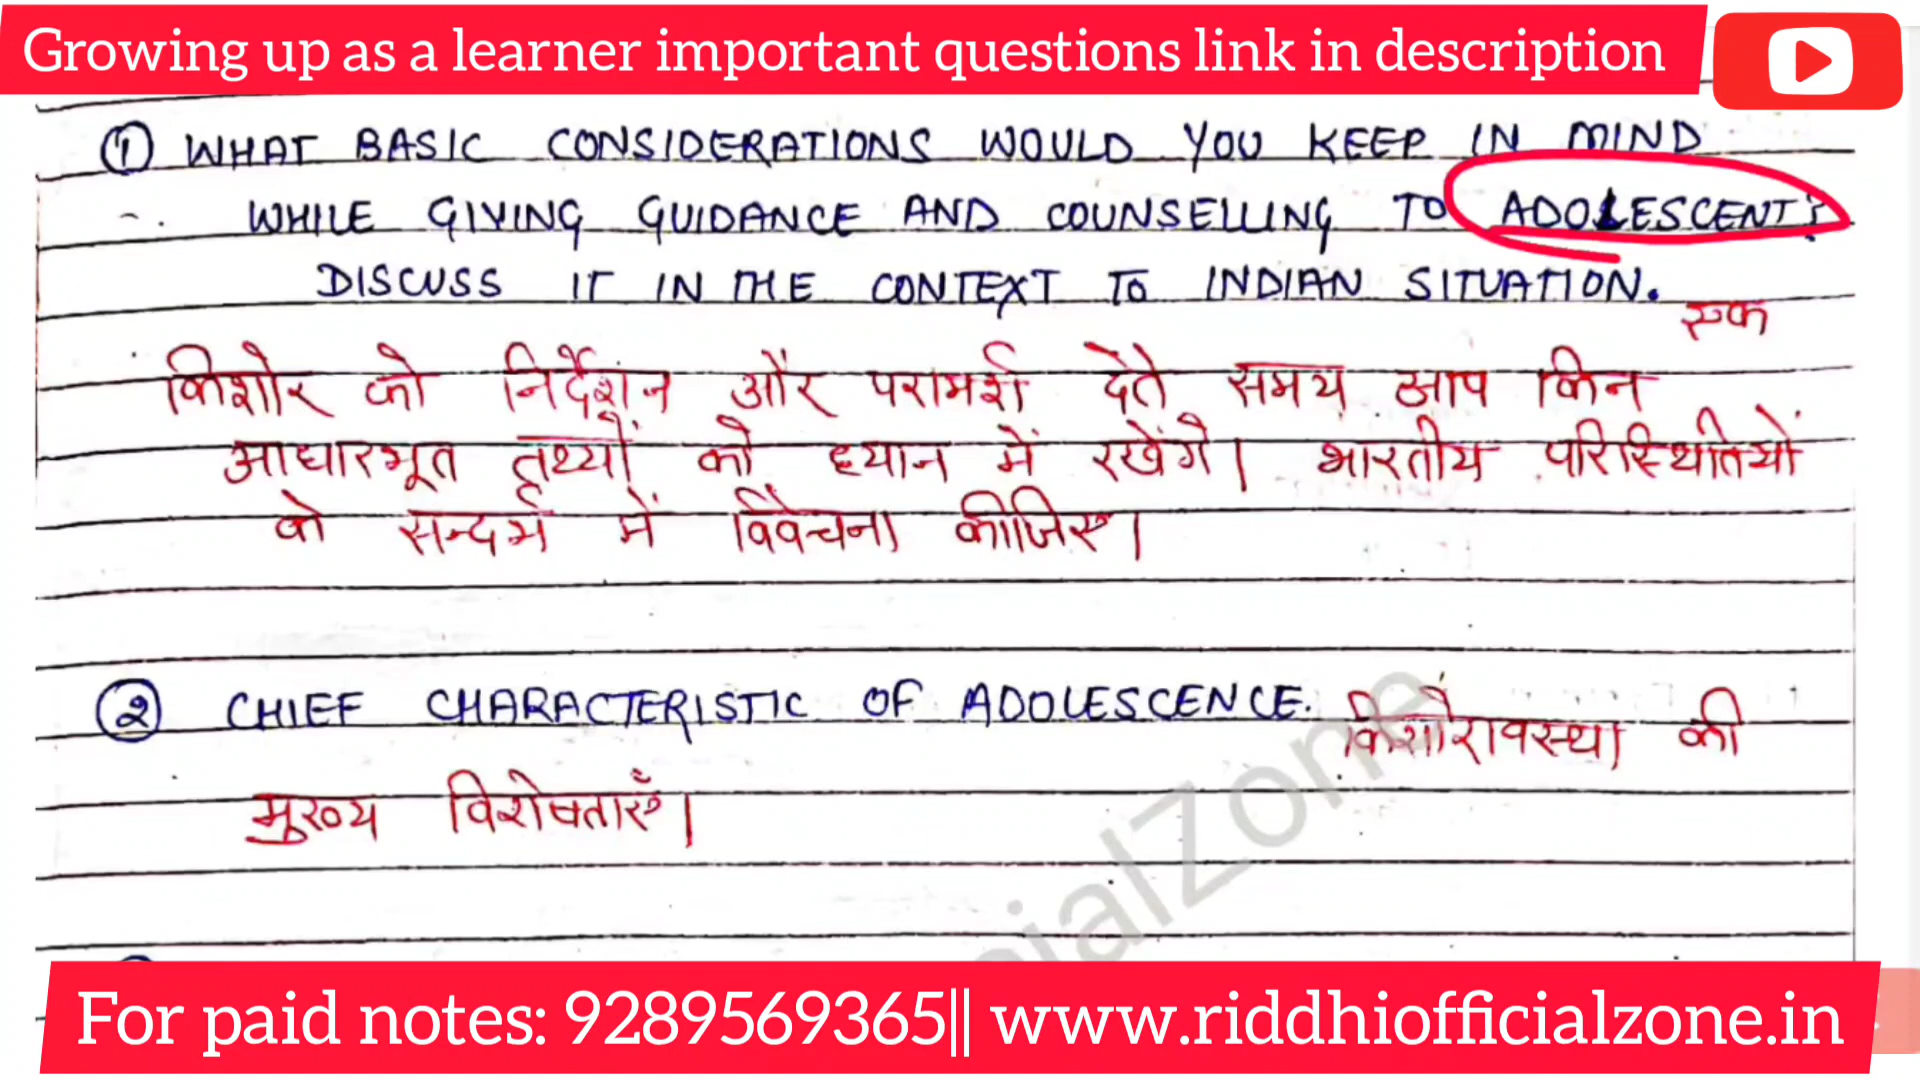 Growing up as a learner important questions link in description
① WHAT BASIC CONSIDERATIONS WOULD YOU KEEP IN MIND
WHILE GIVING GUIDANCE AND COUNSELLING TO ADOLESCENT?
DISCUSS IT IN THE CONTEXT TO INDIAN SITUATION.
एक
किशोर को निर्देशन और परामर्श देते समय आप किन
आधारभूत तथ्यों को ध्यान में रखेंगे। भारतीय परिस्थितियों
के सन्दर्भ में विवेचना कीजिए।
② CHIEF CHARACTERISTIC OF ADOLESCENCE. किशोरावस्था की
मुख्य विशेषताएँ।
ialZone
For paid notes: 9289569365|| www.riddhiofficialzone.in